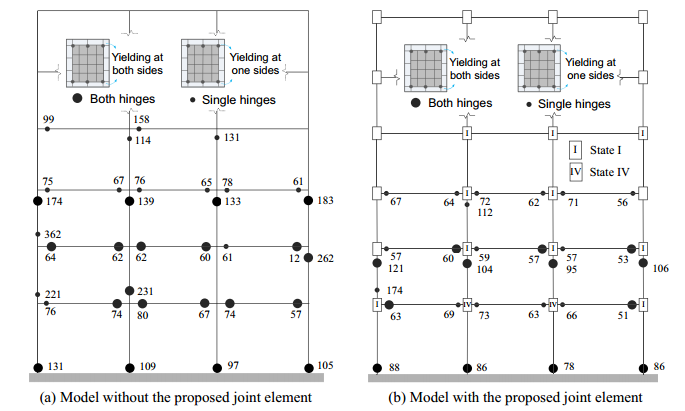 Yielding at
both sides
Yielding at
one sides
Both hinges
Single hinges
99
158
114
131
75
67
76
65
78
61
174
139
133
183
362
64
62
62
60
61
12
262
221
231
76
74
80
67
74
57
131
109
97
105
(a) Model without the proposed joint element
Yielding at
both sides
Yielding at
one sides
Both hinges
Single hinges
I
I
I
I State I
IV State IV
I
I
67
64
72
62
71
56
112
I
I
I
57
60
59
57
57
53
121
104
95
106
174
I
IV
IV
I
63
69
73
63
66
51
88
86
78
86
(b) Model with the proposed joint element